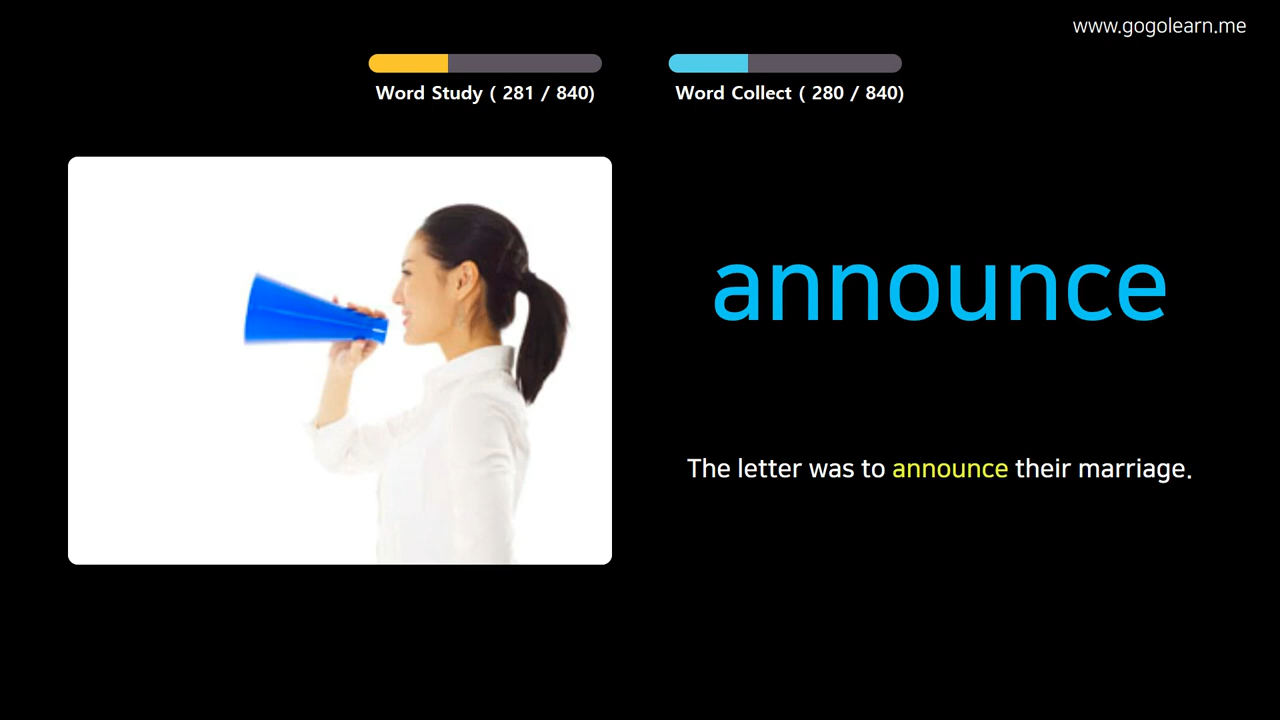 www.gogolearn.me
Word Study ( 281 / 840)
Word Collect ( 280 / 840)
announce
The letter was to announce their marriage.